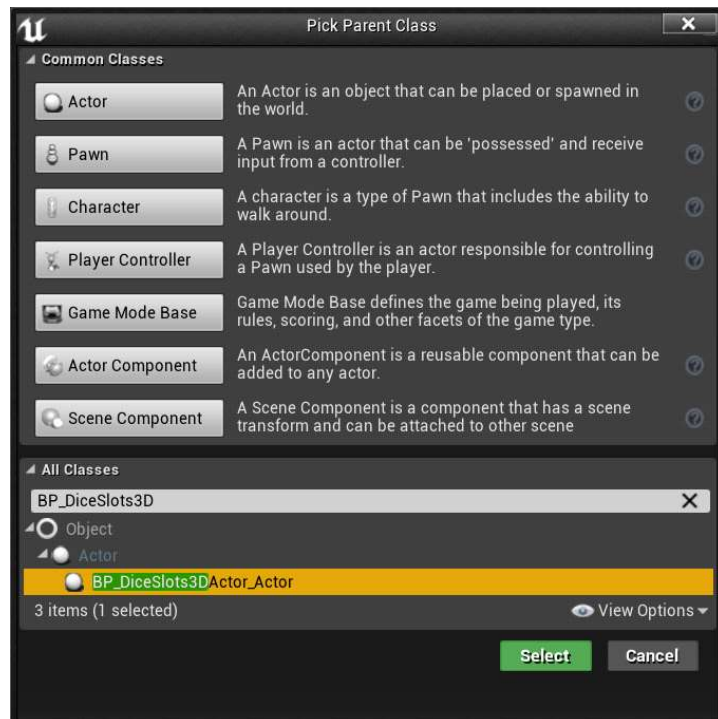 Pick Parent Class
Common Classes
Actor
An Actor is an object that can be placed or spawned in
the world.
Pawn
A Pawn is an actor that can be 'possessed' and receive
input from a controller.
Character
A character is a type of Pawn that includes the ability to
walk around.
Player Controller
A Player Controller is an actor responsible for controlling
a Pawn used by the player.
Game Mode Base
Game Mode Base defines the game being played, its
rules, scoring, and other facets of the game type.
Actor Component
An ActorComponent is a reusable component that can be
added to any actor.
Scene Component
A Scene Component is a component that has a scene
transform and can be attached to other scene
All Classes
BP_DiceSlots3D
Object
Actor
BP_DiceSlots3DActor_Actor
3 items (1 selected)
View Options
Select
Cancel